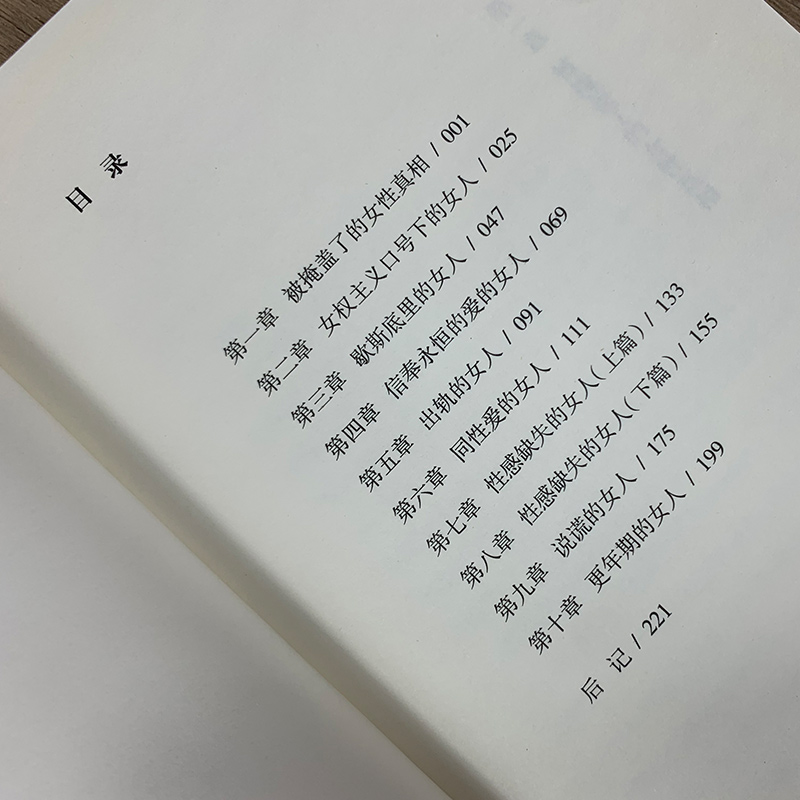 目 录
第一章 被掩盖了的女性真相 / 001
第二章 女权主义口号下的女人 / 025
第三章 歇斯底里的女人 / 047
第四章 信奉永恒的爱的女人 / 069
第五章 出轨的女人 / 091
第六章 同性爱的女人 / 111
第七章 性感缺失的女人(上篇) / 133
第八章 性感缺失的女人(下篇) / 155
第九章 说谎的女人 / 175
第十章 更年期的女人 / 199
后 记 / 221